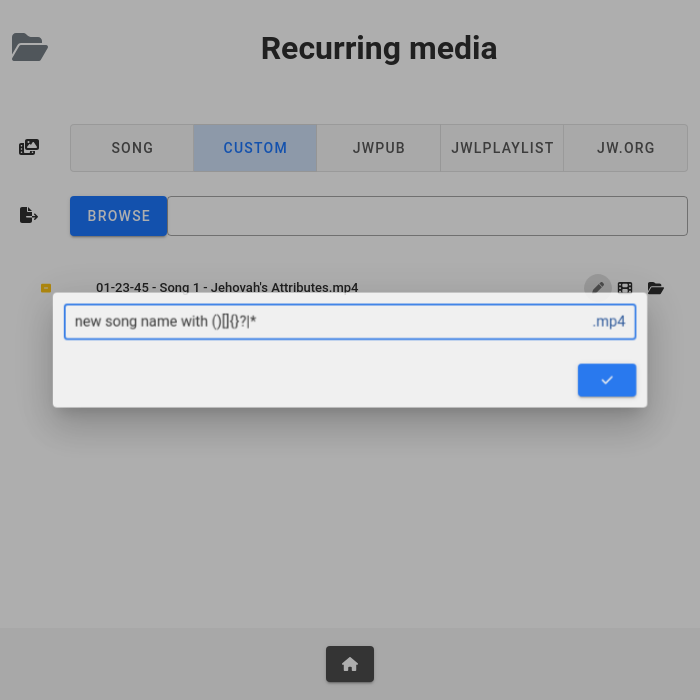 Recurring media
SONG
CUSTOM
JWPUB
JWLPLAYLIST
JW.ORG
BROWSE
01-23-45 - Song 1 - Jehovah's Attributes.mp4
new song name with ()[]{}?|*
.mp4